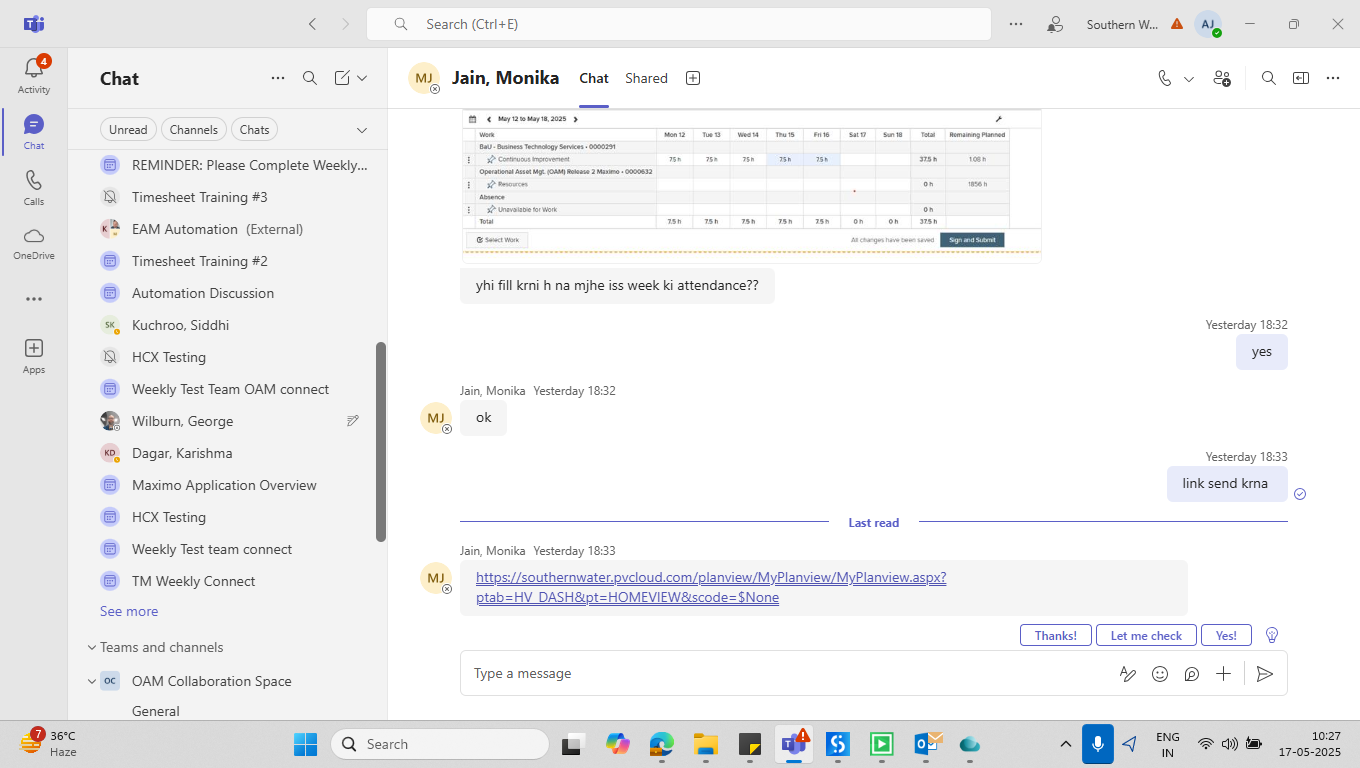 Search (Ctrl+E)
Southern W...
AJ
4
Activity
Chat
Calls
OneDrive
Apps
Chat
Unread
Channels
Chats
REMINDER: Please Complete Weekly...
Timesheet Training #3
EAM Automation (External)
Timesheet Training #2
Automation Discussion
SK
Kuchroo, Siddhi
HCX Testing
Weekly Test Team OAM connect
Wilburn, George
KD
Dagar, Karishma
Maximo Application Overview
HCX Testing
Weekly Test team connect
TM Weekly Connect
See more
Teams and channels
OC
OAM Collaboration Space
General
MJ
Jain, Monika
Chat
Shared
May 12 to May 18, 2025
Work Mon 12 Tue 13 Wed 14 Thu 15 Fri 16 Sat 17 Sun 18 Total Remaining Planned
BaU - Business Technology Services • 0000291
Continuous Improvement 7.5 h 7.5 h 7.5 h 7.5 h 7.5 h 37.5 h 1.08 h
Operational Asset Mgt. (OAM) Release 2 Maximo • 0000632
Resources 0 h 1856 h
Absence
Unavailable for Work 0 h
Total 7.5 h 7.5 h 7.5 h 7.5 h 7.5 h 0 h 0 h 37.5 h
Select Work
All changes have been saved
Sign and Submit
yhi fill krni h na mjhe iss week ki attendance??
Yesterday 18:32
yes
Jain, Monika Yesterday 18:32
MJ
ok
Yesterday 18:33
link send krna
Last read
Jain, Monika Yesterday 18:33
MJ
https://southernwater.pvcloud.com/planview/MyPlanview/MyPlanview.aspx?
ptab=HV_DASH&pt=HOMEVIEW&scode=$None
Thanks!
Let me check
Yes!
Type a message
7
36°C
Haze
Search
ENG
IN
10:27
17-05-2025